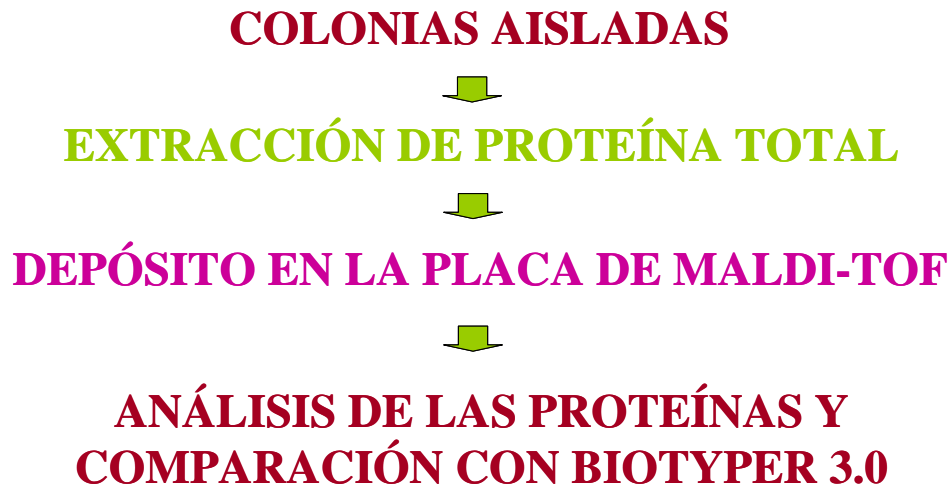 COLONIAS AISLADAS
EXTRACCIÓN DE PROTEÍNA TOTAL
DEPÓSITO EN LA PLACA DE MALDI-TOF
ANÁLISIS DE LAS PROTEÍNAS Y
COMPARACIÓN CON BIOTYPER 3.0